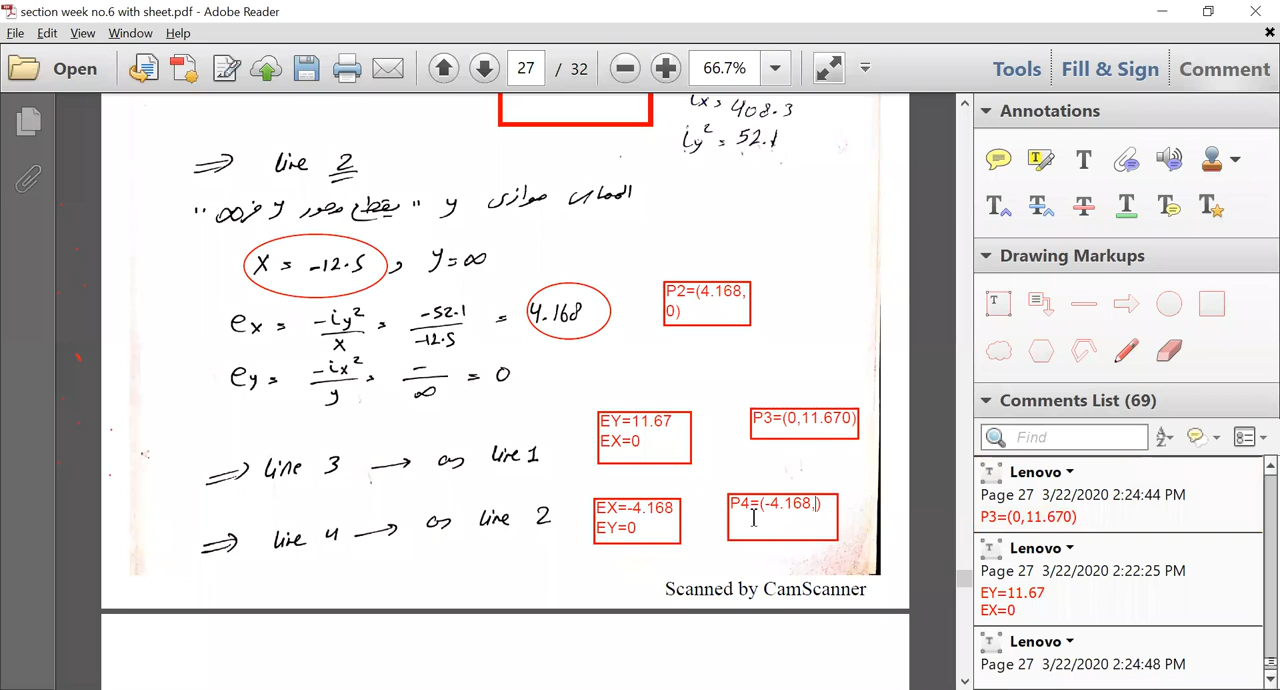 section week no.6 with sheet.pdf - Adobe Reader
File Edit View Window Help
Open 27 / 32 66.7% Tools Fill & Sign Comment
ix = 408.3
iy² = 52.1
⇒ line 2
موازى y " يقطع محور y فى ∞ "
x = -12.5 , y = ∞
ex = -iy²/x = -52.1/-12.5 = 4.168
P2=(4.168,
0)
ey = -ix²/y = -/∞ = 0
EY=11.67
EX=0
P3=(0,11.670)
⇒ line 3 → as line 1
EX=-4.168
EY=0
P4=(-4.168,)
⇒ line 4 → as line 2
Scanned by CamScanner
Annotations
Drawing Markups
Comments List (69)
Find
Lenovo
Page 27 3/22/2020 2:24:44 PM
P3=(0,11.670)
Lenovo
Page 27 3/22/2020 2:22:25 PM
EY=11.67
EX=0
Lenovo
Page 27 3/22/2020 2:24:48 PM